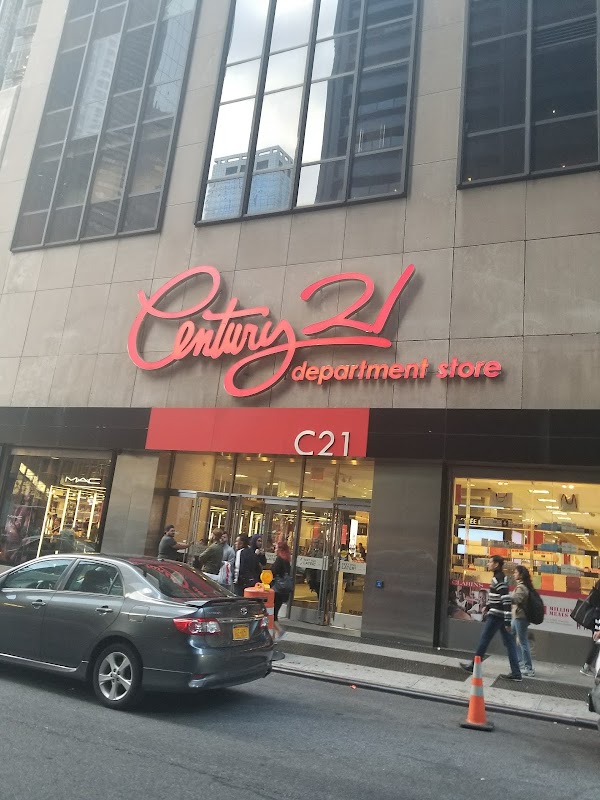 Century 21
department store
C21
MAC